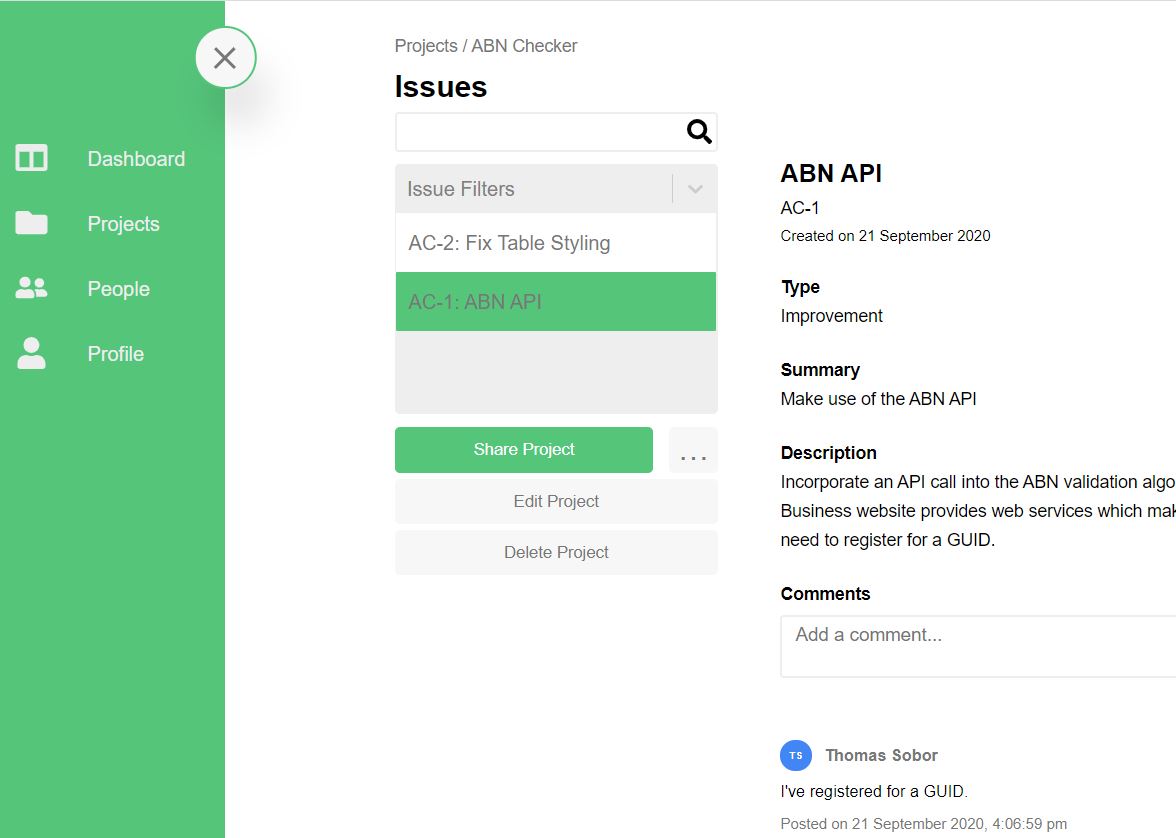 Dashboard
Projects
People
Profile
Projects / ABN Checker
Issues
Issue Filters
AC-2: Fix Table Styling
AC-1: ABN API
Share Project
...
Edit Project
Delete Project
ABN API
AC-1
Created on 21 September 2020
Type
Improvement
Summary
Make use of the ABN API
Description
Incorporate an API call into the ABN validation algo
Business website provides web services which mak
need to register for a GUID.
Comments
Add a comment...
TS
Thomas Sobor
I've registered for a GUID.
Posted on 21 September 2020, 4:06:59 pm